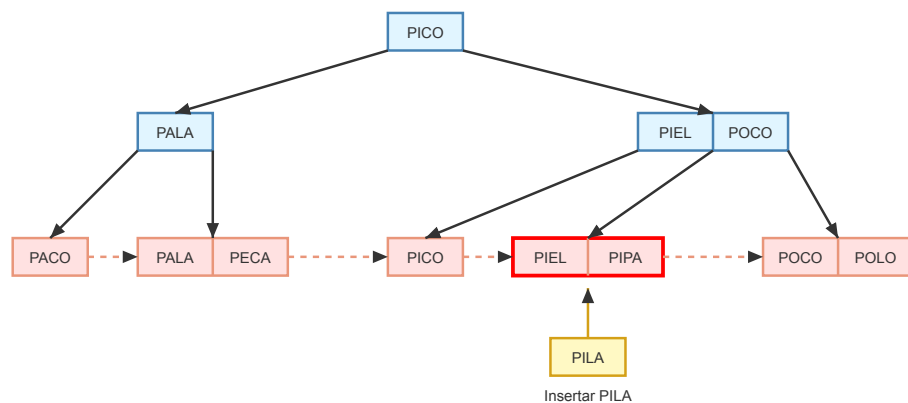 PICO
PALA
PIEL POCO
PACO
PALA PECA
PICO
PIEL PIPA
POCO POLO
PILA
Insertar PILA